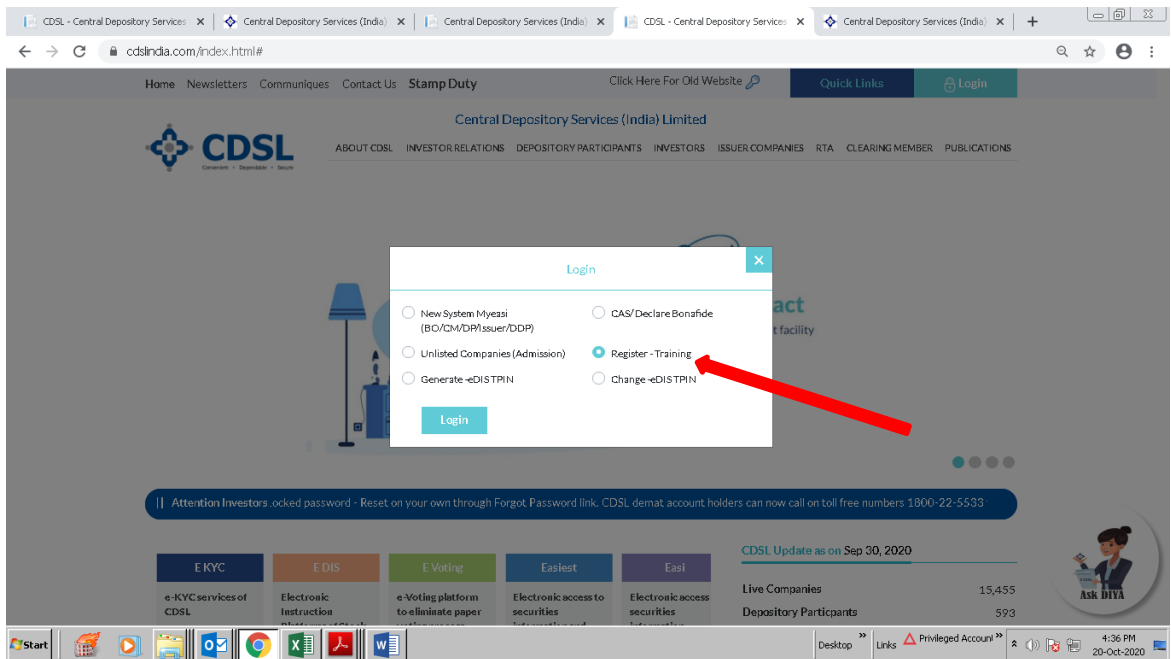 CDSL - Central Depository Services
Central Depository Services (India)
Central Depository Services (India)
CDSL - Central Depository Services
Central Depository Services (India)
cdslindia.com/index.html#
Home Newsletters Communiques Contact Us Stamp Duty Click Here For Old Website Quick Links Login
Central Depository Services (India) Limited
CDSL
Convenient • Dependable • Secure
ABOUT CDSL INVESTOR RELATIONS DEPOSITORY PARTICIPANTS INVESTORS ISSUER COMPANIES RTA CLEARING MEMBER PUBLICATIONS
Login
New System Myeasi
(BO/CM/DP/Issuer/DDP)
CAS/ Declare Bonafide
Unlisted Companies (Admission)
Register - Training
Generate -eDISTPIN
Change -eDISTPIN
Login
act
t facility
Attention Investors .ocked password - Reset on your own through Forgot Password link. CDSL demat account holders can now call on toll free numbers 1800-22-5533
E KYC
E DIS
E Voting
Easiest
Easi
e-KYC services of
CDSL
Electronic
Instruction
e-Voting platform
to eliminate paper
Electronic access to
securities
Electronic access
securities
CDSL Update as on Sep 30, 2020
Live Companies 15,455
Depository Particpants 593
ASK DIYA
Start
Desktop
Links
Privileged Account
4:36 PM
20-Oct-2020